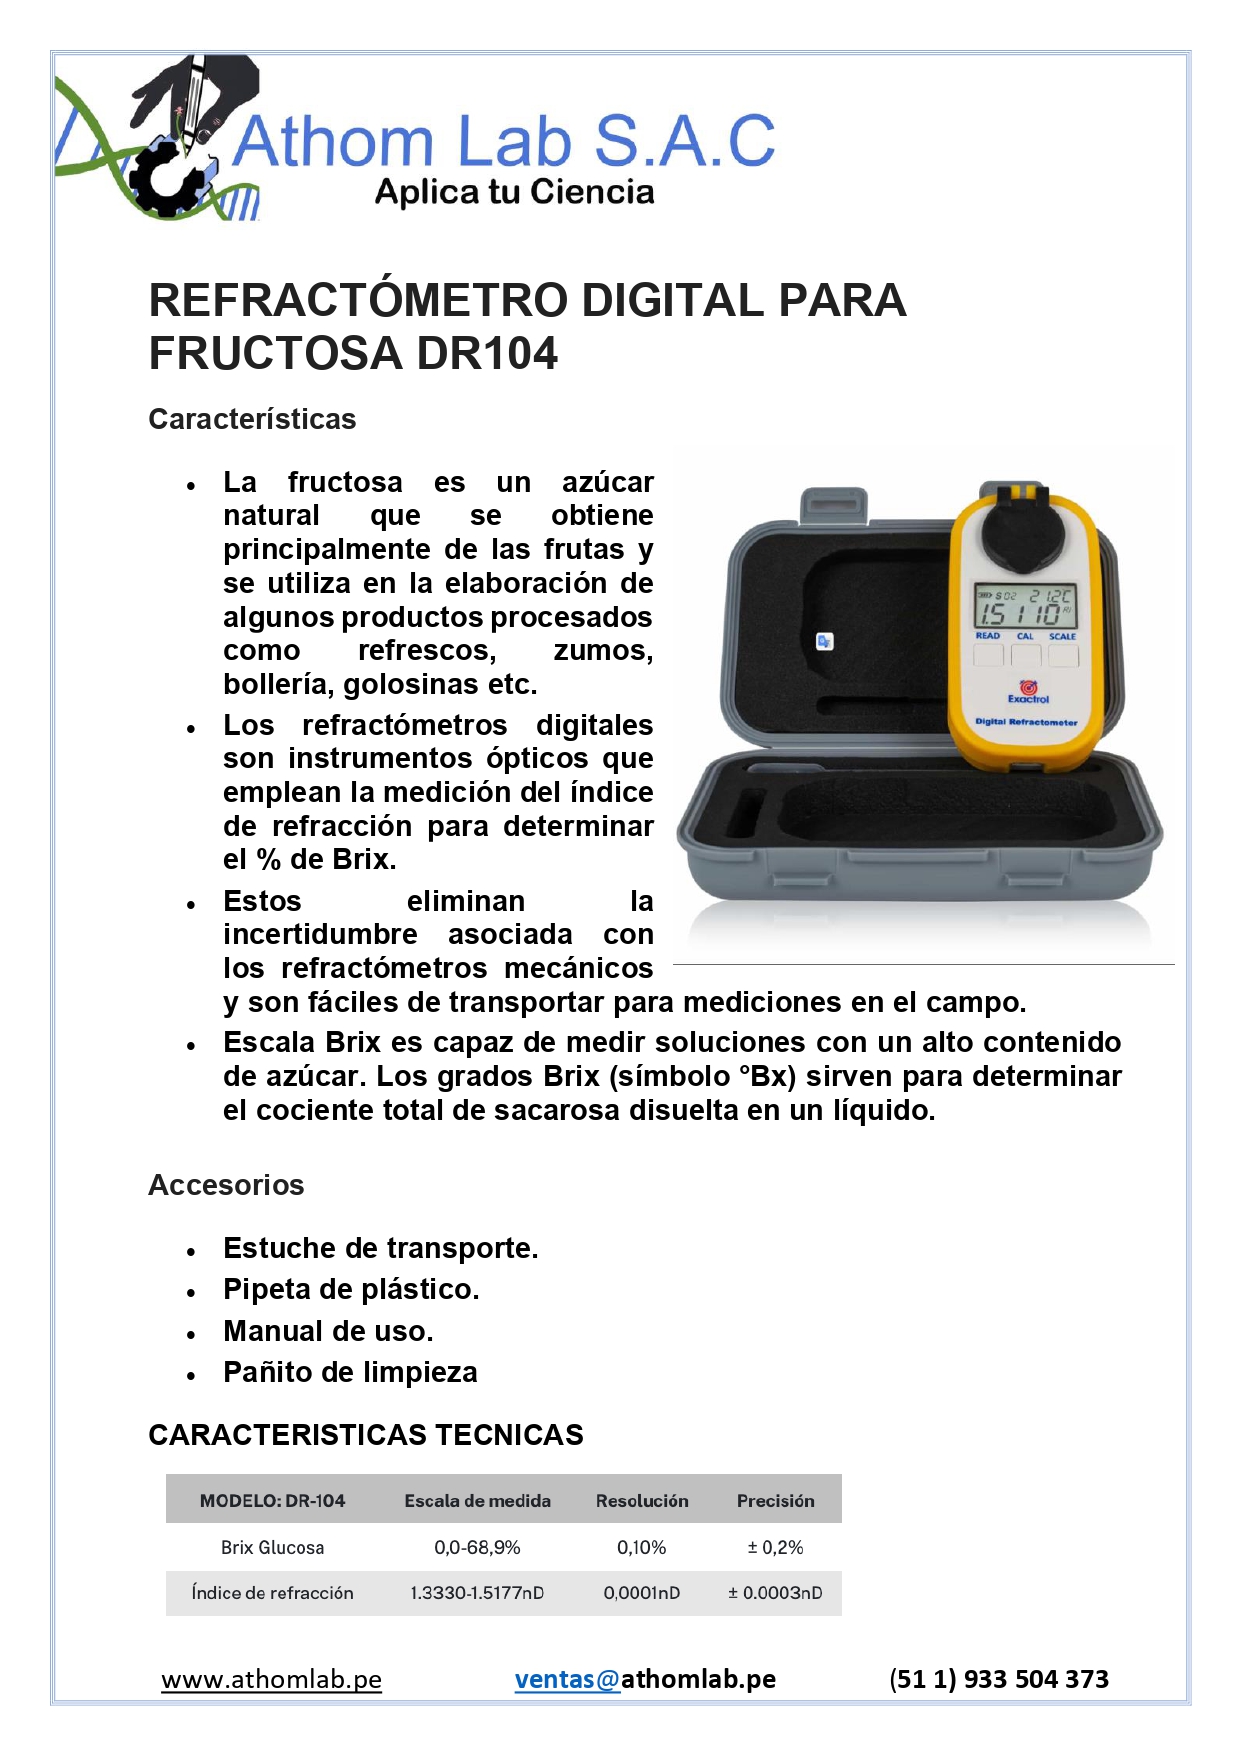 Athom Lab S.A.C
Aplica tu Ciencia
REFRACTÓMETRO DIGITAL PARA
FRUCTOSA DR104
Características
• La fructosa es un azúcar
natural que se obtiene
principalmente de las frutas y
se utiliza en la elaboración de
algunos productos procesados
como refrescos, zumos,
bollería, golosinas etc.
• Los refractómetros digitales
son instrumentos ópticos que
emplean la medición del índice
de refracción para determinar
el % de Brix.
• Estos eliminan la
incertidumbre asociada con
los refractómetros mecánicos
y son fáciles de transportar para mediciones en el campo.
• Escala Brix es capaz de medir soluciones con un alto contenido
de azúcar. Los grados Brix (símbolo °Bx) sirven para determinar
el cociente total de sacarosa disuelta en un líquido.
S02 21.2C
1.5110 RI
READ CAL SCALE
Exactrol
Digital Refractometer
Accesorios
• Estuche de transporte.
• Pipeta de plástico.
• Manual de uso.
• Pañito de limpieza
CARACTERISTICAS TECNICAS
MODELO: DR-104 Escala de medida Resolución Precisión
Brix Glucosa 0,0-68,9% 0,10% ± 0,2%
Índice de refracción 1.3330-1.5177nD 0,0001nD ± 0.0003nD
www.athomlab.pe ventas@athomlab.pe (51 1) 933 504 373